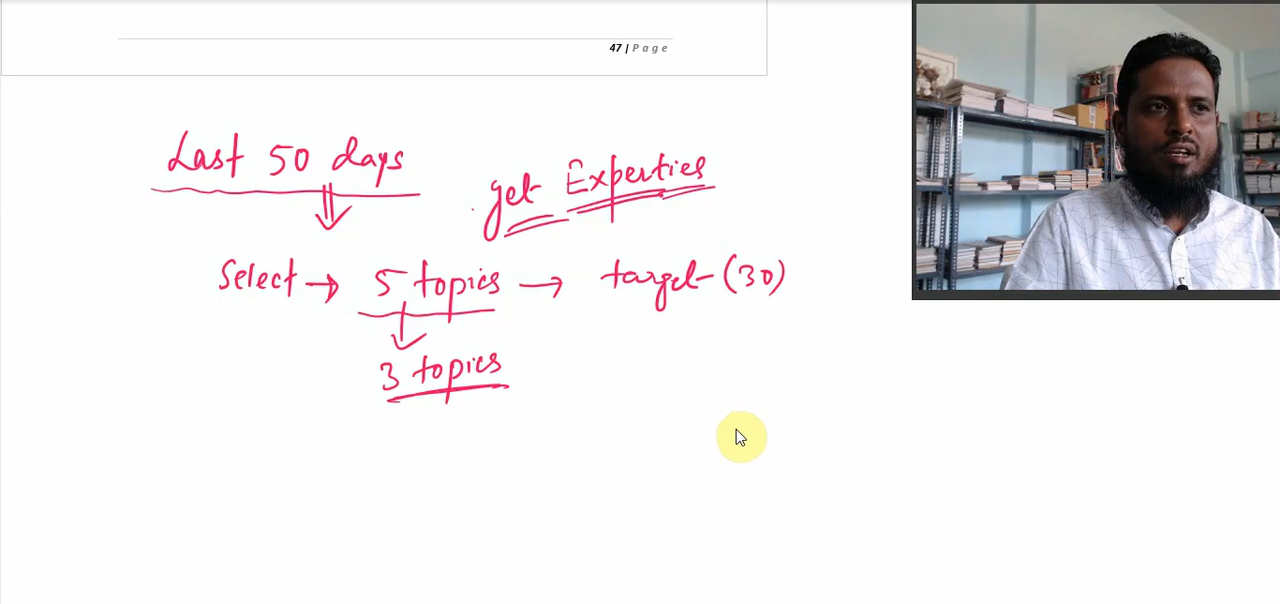 47 | Page
Last 50 days
get Experties
Select → 5 topics → target (30)
3 topics